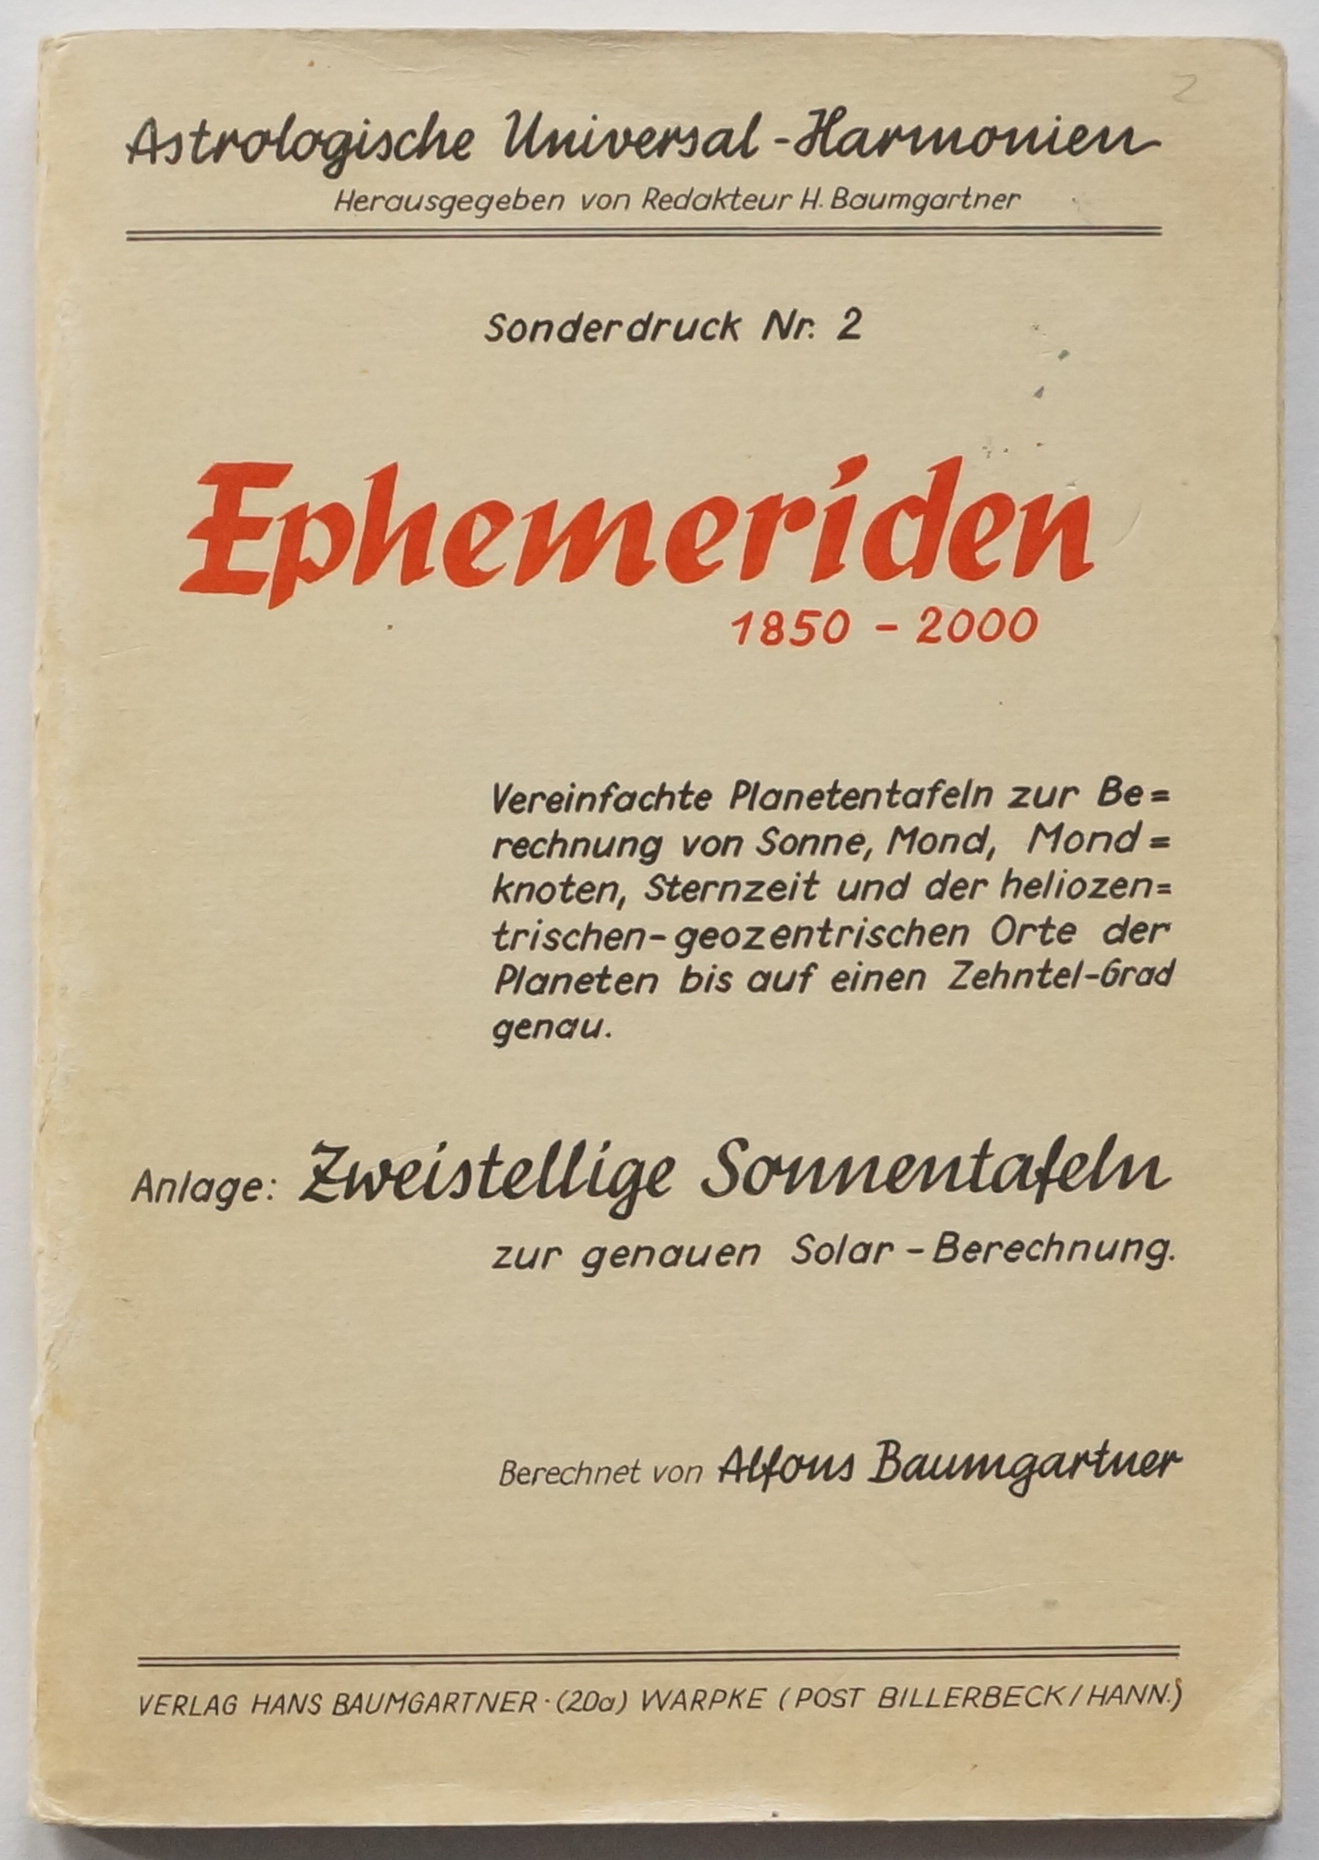 2
Astrologische Universal-Harmonien
Herausgegeben von Redakteur H. Baumgartner
Sonderdruck Nr. 2
Ephemeriden
1850 - 2000
Vereinfachte Planetentafeln zur Be=
rechnung von Sonne, Mond, Mond=
knoten, Sternzeit und der heliozen=
trischen-geozentrischen Orte der
Planeten bis auf einen Zehntel-Grad
genau.
Anlage: Zweistellige Sonnentafeln
zur genauen Solar-Berechnung.
Berechnet von Alfons Baumgartner
VERLAG HANS BAUMGARTNER · (20a) WARPKE (POST BILLERBECK/HANN.)